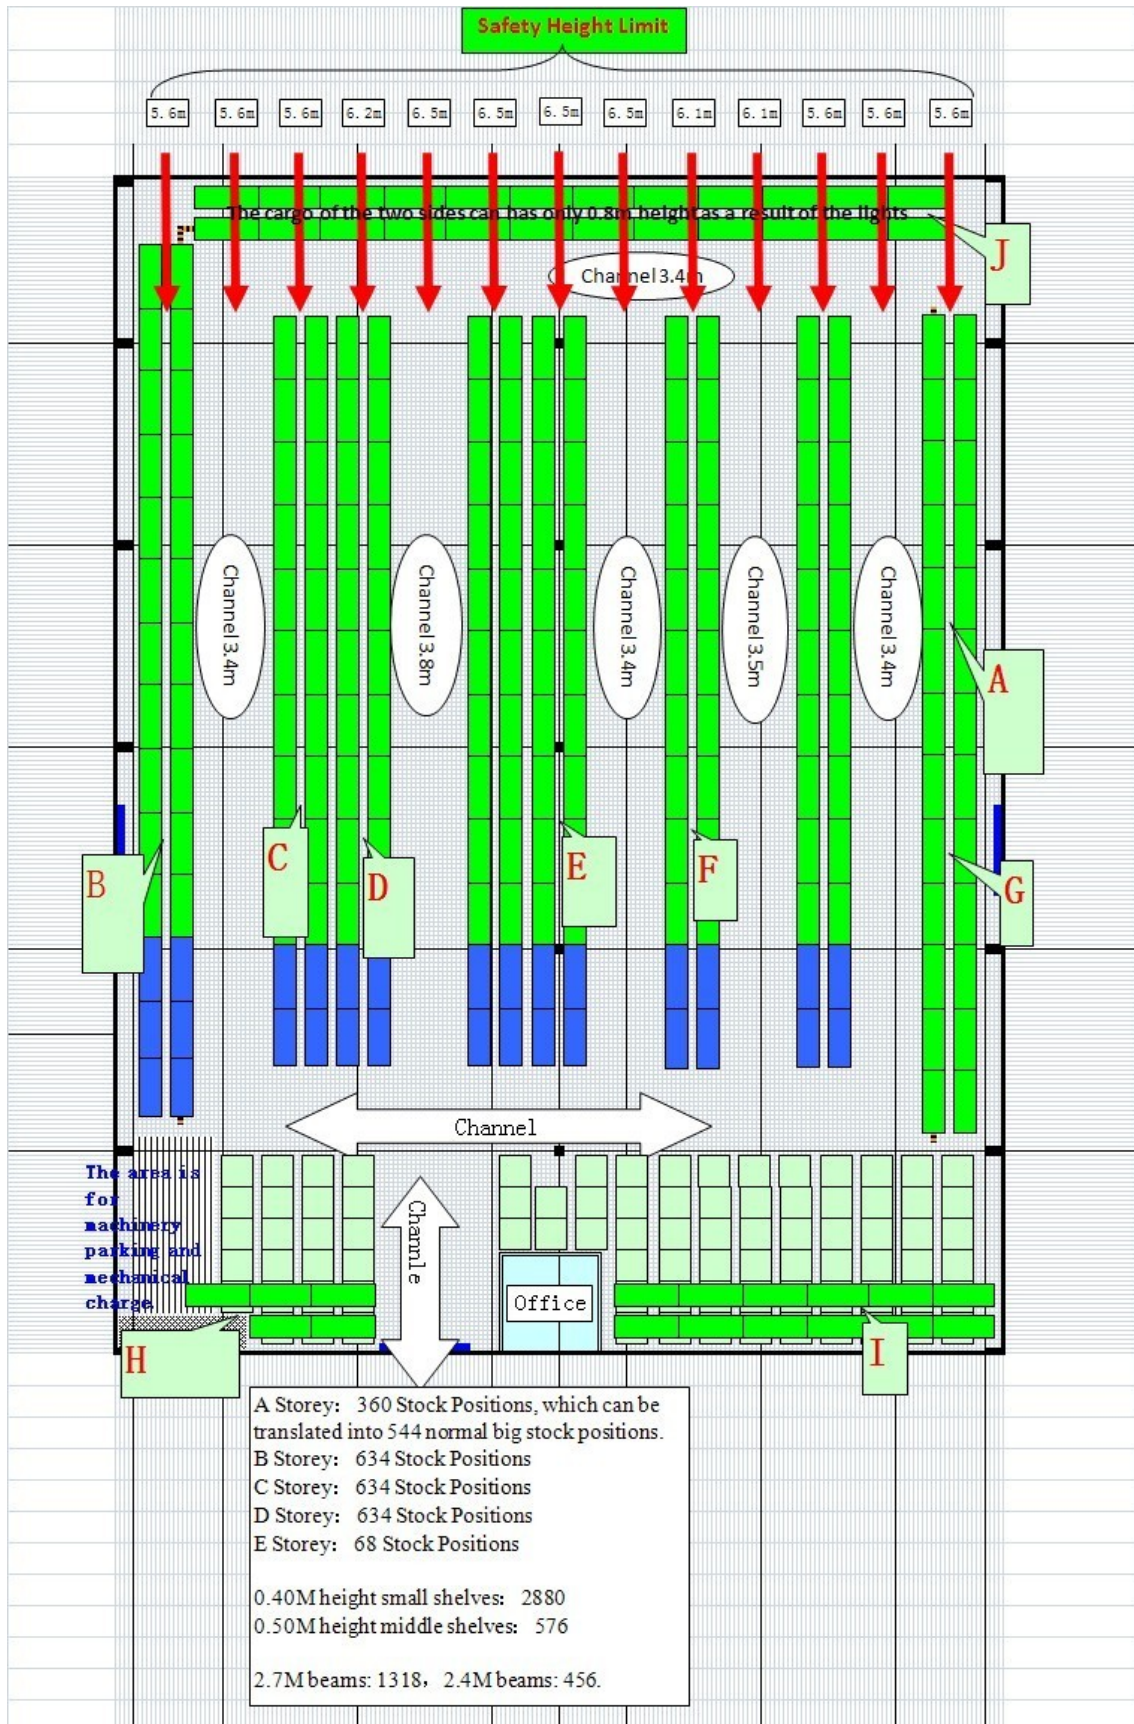 Safety Height Limit
5.6m 5.6m 5.6m 6.2m 6.5m 6.5m 6.5m 6.5m 6.1m 6.1m 5.6m 5.6m 5.6m
The cargo of the two sides can has only 0.8m height as a result of the lights
J
Channel 3.4m
Channel 3.4m
Channel 3.8m
Channel 3.4m
Channel 3.5m
Channel 3.4m
A
B
C
D
E
F
G
Channel
The area is
for
machinery
parking and
mechanical
charge
Channle
Office
H
I
A Storey: 360 Stock Positions, which can be
translated into 544 normal big stock positions.
B Storey: 634 Stock Positions
C Storey: 634 Stock Positions
D Storey: 634 Stock Positions
E Storey: 68 Stock Positions
0.40M height small shelves: 2880
0.50M height middle shelves: 576
2.7M beams: 1318, 2.4M beams: 456.